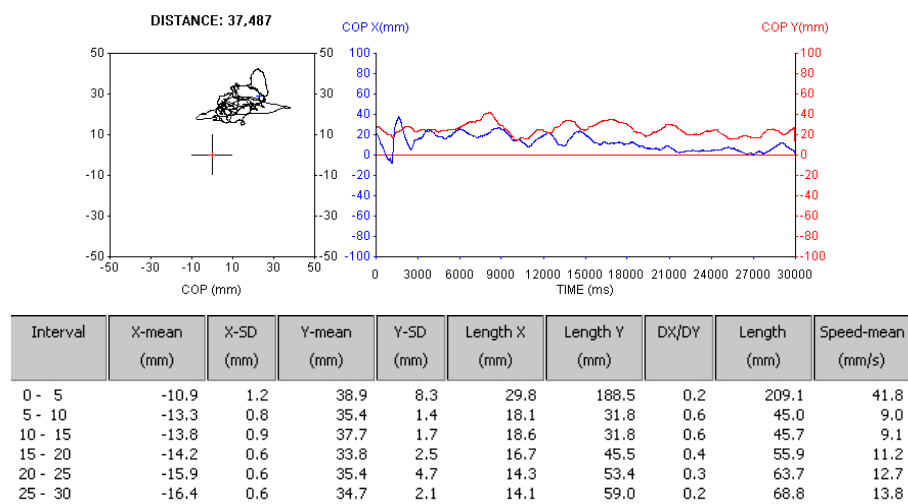 DISTANCE: 37,487
COP X(mm) COP Y(mm)
50 50 100 100
80 80
30 30 60 60
40 40
10 10 20 20
0 0
-10 -10 -20 -20
-40 -40
-30 -30 -60 -60
-80 -80
-50 -50 -100 -100
-50 -30 -10 10 30 50 0 3000 6000 9000 12000 15000 18000 21000 24000 27000 30000
COP (mm) TIME (ms)
Interval X-mean X-SD Y-mean Y-SD Length X Length Y DX/DY Length Speed-mean
(mm) (mm) (mm) (mm) (mm) (mm) (mm) (mm/s)
0 - 5 -10.9 1.2 38.9 8.3 29.8 188.5 0.2 209.1 41.8
5 - 10 -13.3 0.8 35.4 1.4 18.1 31.8 0.6 45.0 9.0
10 - 15 -13.8 0.9 37.7 1.7 18.6 31.8 0.6 45.7 9.1
15 - 20 -14.2 0.6 33.8 2.5 16.7 45.5 0.4 55.9 11.2
20 - 25 -15.9 0.6 35.4 4.7 14.3 53.4 0.3 63.7 12.7
25 - 30 -16.4 0.6 34.7 2.1 14.1 59.0 0.2 68.8 13.8